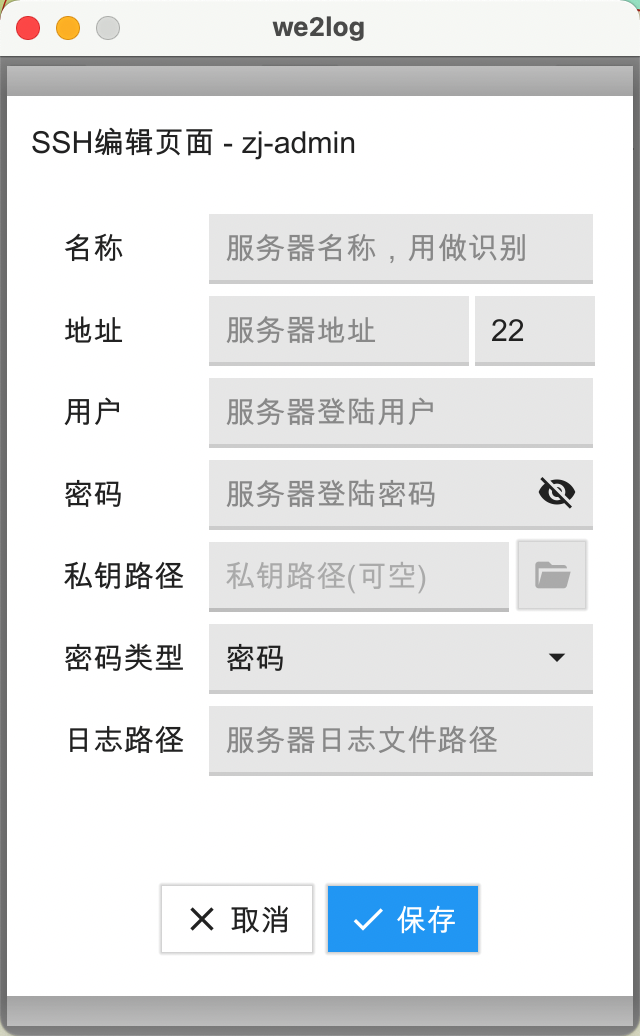 we2log
SSH编辑页面 - zj-admin
名称 服务器名称，用做识别
地址 服务器地址 22
用户 服务器登陆用户
密码 服务器登陆密码
私钥路径 私钥路径(可空)
密码类型 密码
日志路径 服务器日志文件路径
取消 保存